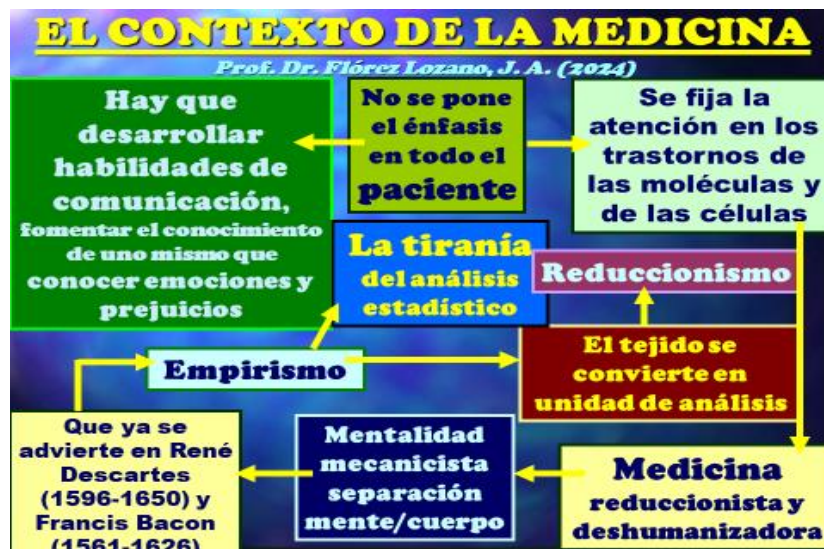 EL CONTEXTO DE LA MEDICINA
Prof. Dr. Flórez Lozano, J. A. (2024)
Hay que
desarrollar
habilidades de
comunicación,
fomentar el conocimiento
de uno mismo que
conocer emociones y
prejuicios
No se pone
el énfasis
en todo el
paciente
Se fija la
atención en los
trastornos de
las moléculas y
de las células
La tiranía
del análisis
estadístico
Reduccionismo
Empirismo
El tejido se
convierte en
unidad de análisis
Que ya se
advierte en René
Descartes
(1596-1650) y
Francis Bacon
(1561-1626)
Mentalidad
mecanicista
separación
mente/cuerpo
Medicina
reduccionista y
deshumanizadora